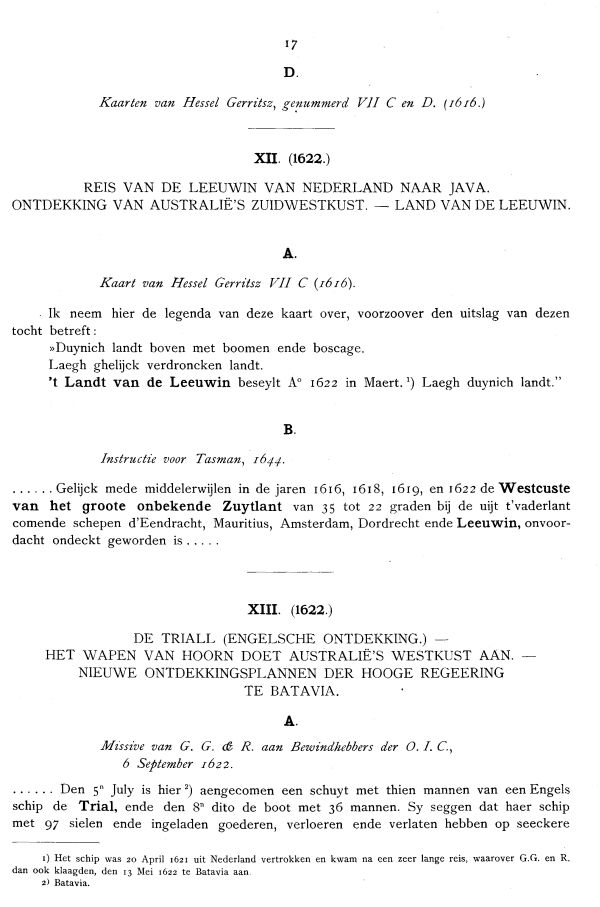 17
D.
Kaarten van Hessel Gerritsz, genummerd VII C en D. (1616.)
XII. (1622.)
REIS VAN DE LEEUWIN VAN NEDERLAND NAAR JAVA.
ONTDEKKING VAN AUSTRALIË'S ZUIDWESTKUST. — LAND VAN DE LEEUWIN.
A.
Kaart van Hessel Gerritsz VII C (1616).
Ik neem hier de legenda van deze kaart over, voorzoover den uitslag van dezen
tocht betreft:
»Duynich landt boven met boomen ende boscage.
Laegh ghelijck verdroncken landt.
't Landt van de Leeuwin beseylt A° 1622 in Maert. ¹) Laegh duynich landt."
B.
Instructie voor Tasman, 1644.
...... Gelijck mede middelerwijlen in de jaren 1616, 1618, 1619, en 1622 de Westcuste
van het groote onbekende Zuytlant van 35 tot 22 graden bij de uijt t'vaderlant
comende schepen d'Eendracht, Mauritius, Amsterdam, Dordrecht ende Leeuwin, onvoor-
dacht ondeckt geworden is .....
XIII. (1622.)
DE TRIALL (ENGELSCHE ONTDEKKING.) —
HET WAPEN VAN HOORN DOET AUSTRALIË'S WESTKUST AAN. —
NIEUWE ONTDEKKINGSPLANNEN DER HOOGE REGEERING
TE BATAVIA.
A.
Missive van G. G. & R. aan Bewindhebbers der O. I. C.,
6 September 1622.
...... Den 5ⁿ July is hier ²) aengecomen een schuyt met thien mannen van een Engels
schip de Trial, ende den 8ⁿ dito de boot met 36 mannen. Sy seggen dat haer schip
met 97 sielen ende ingeladen goederen, verloeren ende verlaten hebben op seeckere
1) Het schip was 20 April 1621 uit Nederland vertrokken en kwam na een zeer lange reis, waarover G.G. en R.
dan ook klaagden, den 13 Mei 1622 te Batavia aan.
2) Batavia.